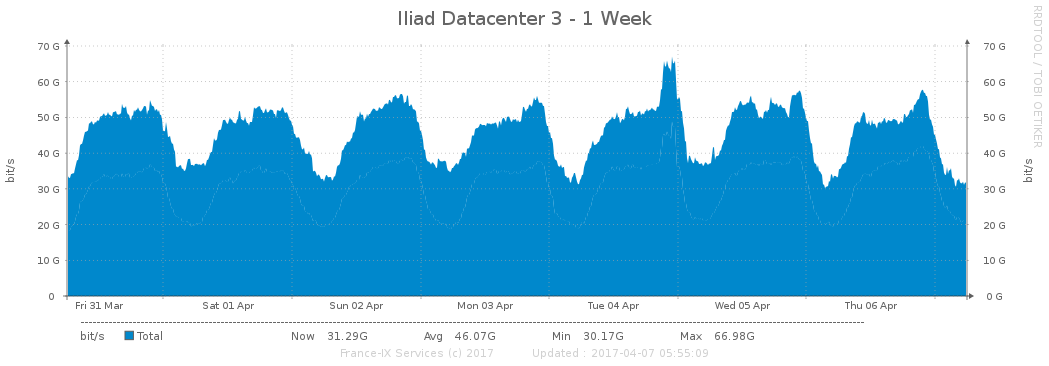 Iliad Datacenter 3 - 1 Week
RRDTOOL / TOBI OETIKER
70 G 70 G
60 G 60 G
50 G 50 G
40 G 40 G
30 G 30 G
20 G 20 G
10 G 10 G
0 0 G
bit/s bit/s
Fri 31 Mar Sat 01 Apr Sun 02 Apr Mon 03 Apr Tue 04 Apr Wed 05 Apr Thu 06 Apr
bit/s Total Now 31.29G Avg 46.07G Min 30.17G Max 66.98G
France-IX Services (c) 2017 Updated : 2017-04-07 05:55:09